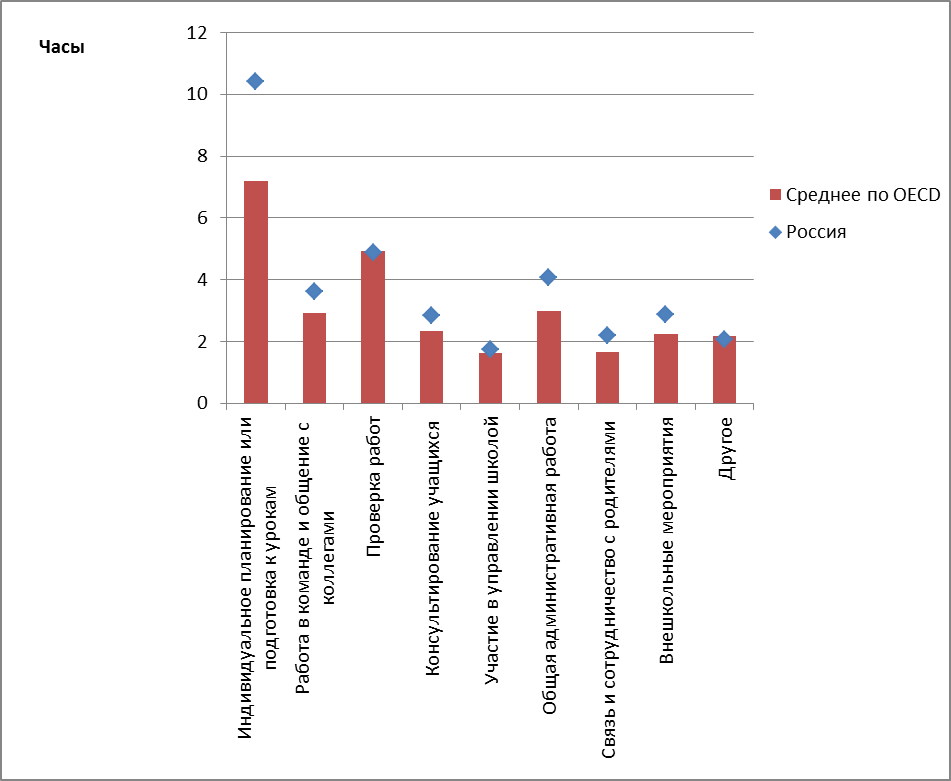 Часы
12
10
8
6
4
2
0
Среднее по OECD
Россия
Индивидуальное планирование или
подготовка к урокам
Работа в команде и общение с
коллегами
Проверка работ
Консультирование учащихся
Участие в управлении школой
Общая административная работа
Связь и сотрудничество с родителями
Внешкольные мероприятия
Другое